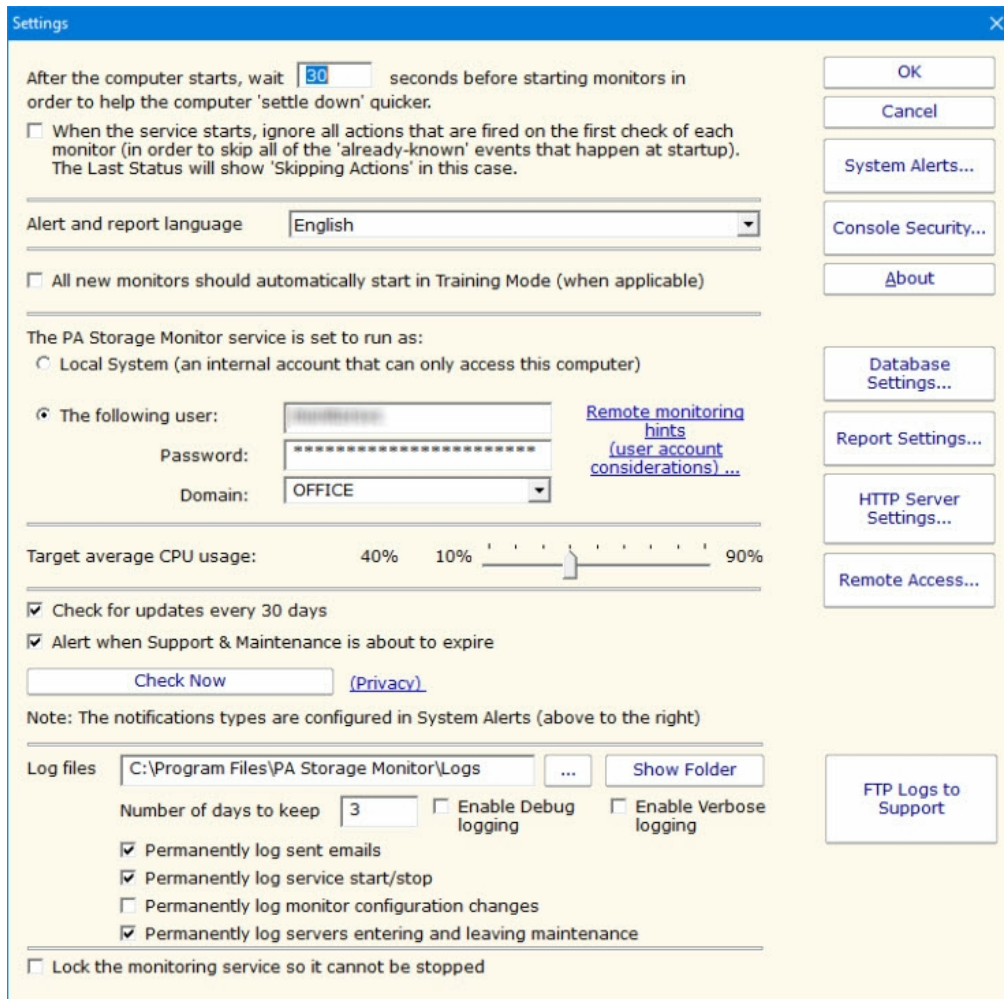 Settings
After the computer starts, wait 30 seconds before starting monitors in
order to help the computer 'settle down' quicker.
When the service starts, ignore all actions that are fired on the first check of each
monitor (in order to skip all of the 'already-known' events that happen at startup).
The Last Status will show 'Skipping Actions' in this case.
Alert and report language English
All new monitors should automatically start in Training Mode (when applicable)
The PA Storage Monitor service is set to run as:
Local System (an internal account that can only access this computer)
The following user:
Remote monitoring
hints
(user account
considerations) ...
Password: ***********************
Domain: OFFICE
Target average CPU usage: 40% 10% 90%
Check for updates every 30 days
Alert when Support & Maintenance is about to expire
Check Now (Privacy)
Note: The notifications types are configured in System Alerts (above to the right)
Log files C:\Program Files\PA Storage Monitor\Logs ... Show Folder
Number of days to keep 3
Enable Debug
logging
Enable Verbose
logging
Permanently log sent emails
Permanently log service start/stop
Permanently log monitor configuration changes
Permanently log servers entering and leaving maintenance
Lock the monitoring service so it cannot be stopped
OK
Cancel
System Alerts...
Console Security...
About
Database
Settings...
Report Settings...
HTTP Server
Settings...
Remote Access...
FTP Logs to
Support